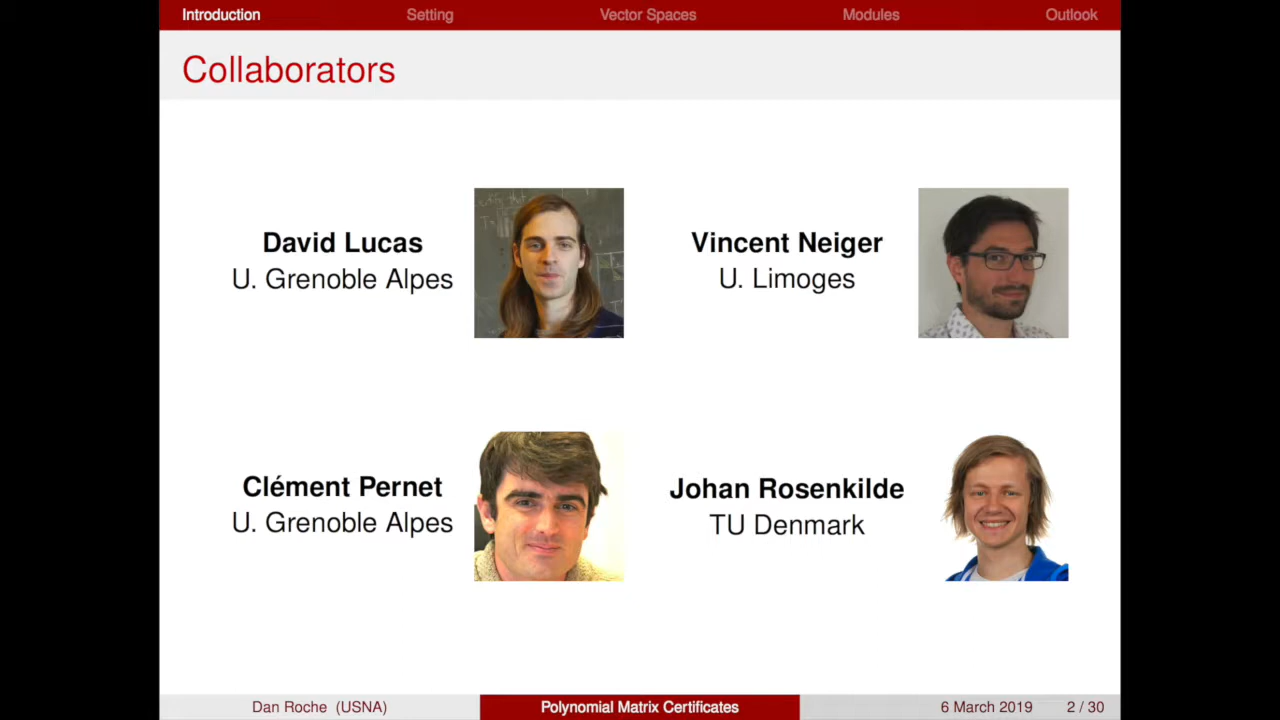 Introduction Setting Vector Spaces Modules Outlook
Collaborators
David Lucas
U. Grenoble Alpes
Vincent Neiger
U. Limoges
Clément Pernet
U. Grenoble Alpes
Johan Rosenkilde
TU Denmark
Dan Roche (USNA) Polynomial Matrix Certificates 6 March 2019 2 / 30